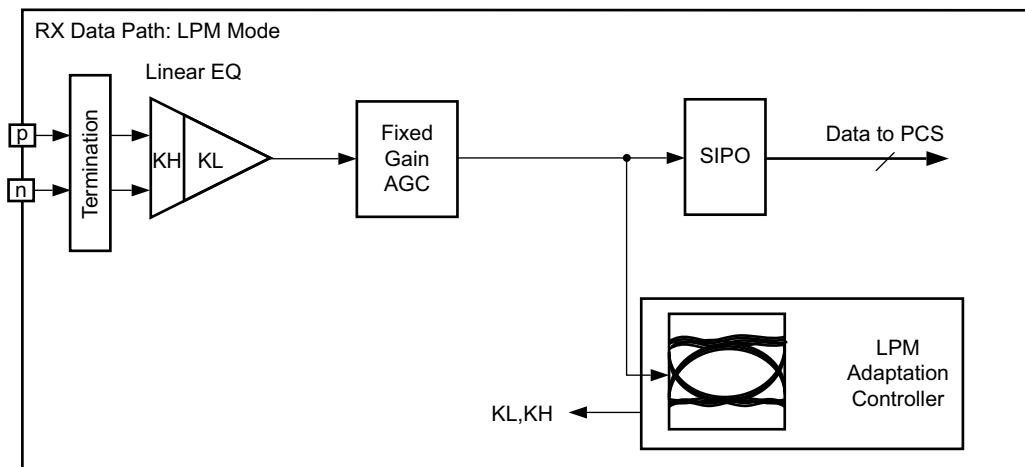 RX Data Path: LPM Mode
Linear EQ
p
n
Termination
KH
KL
Fixed
Gain
AGC
SIPO
Data to PCS
LPM
Adaptation
Controller
KL,KH